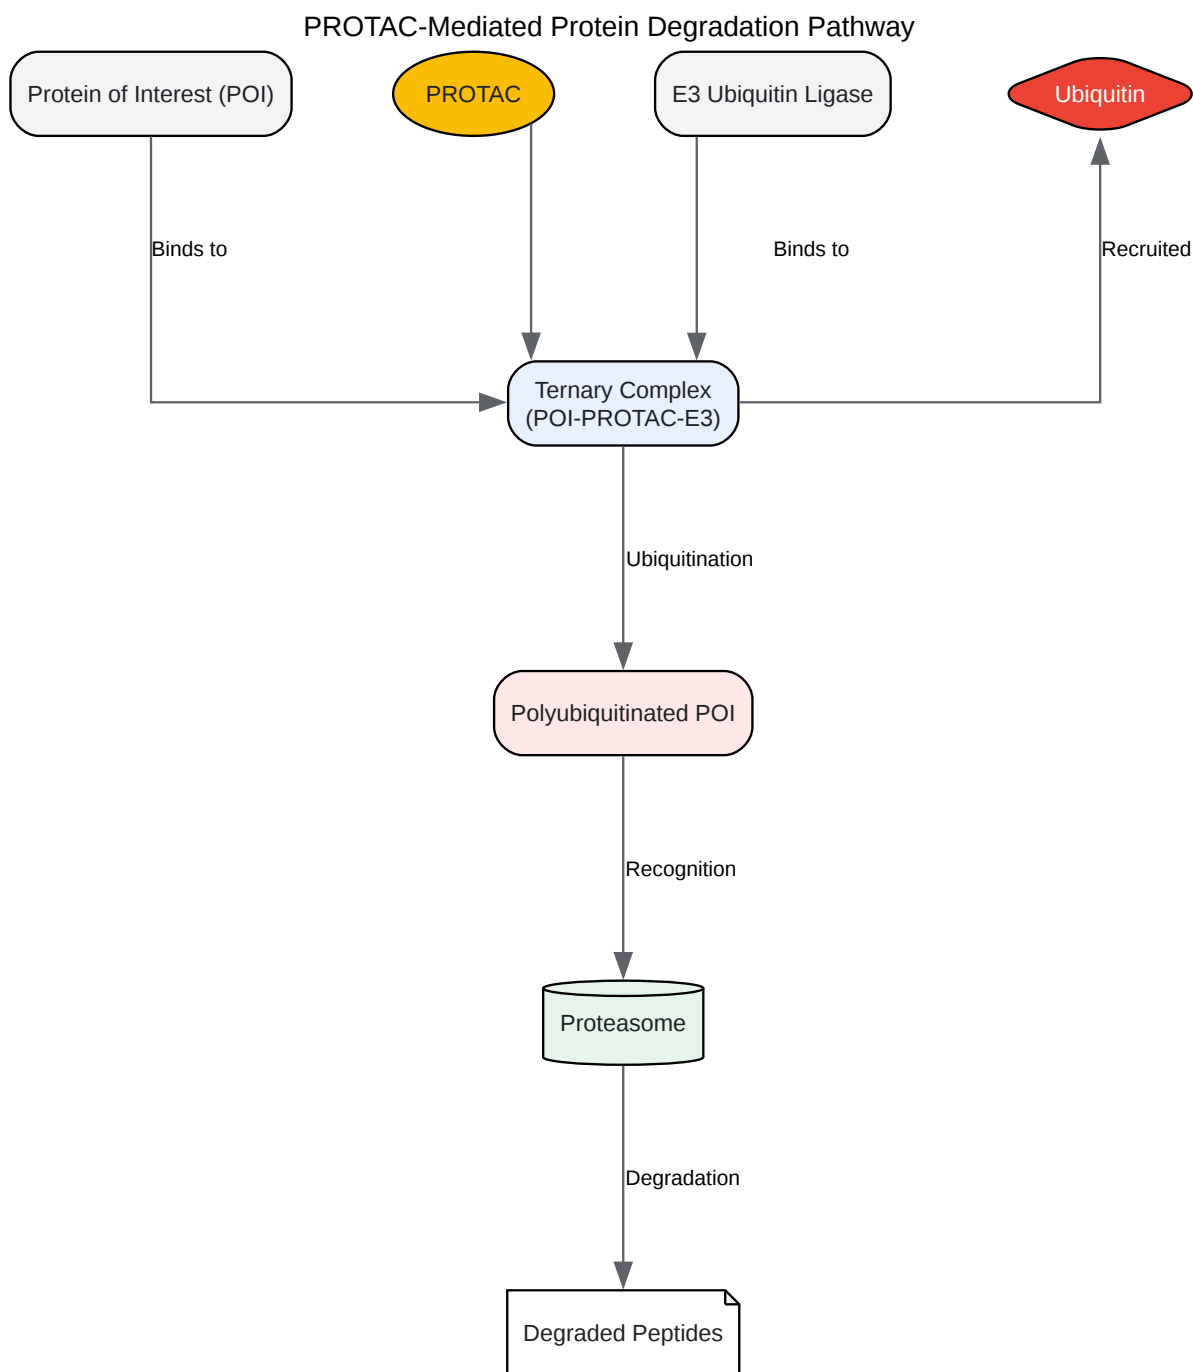 PROTAC-Mediated Protein Degradation Pathway
Protein of Interest (POI)
PROTAC
E3 Ubiquitin Ligase
Ubiquitin
Binds to
Binds to
Recruited
Ternary Complex
(POI-PROTAC-E3)
Ubiquitination
Polyubiquitinated POI
Recognition
Proteasome
Degradation
Degraded Peptides